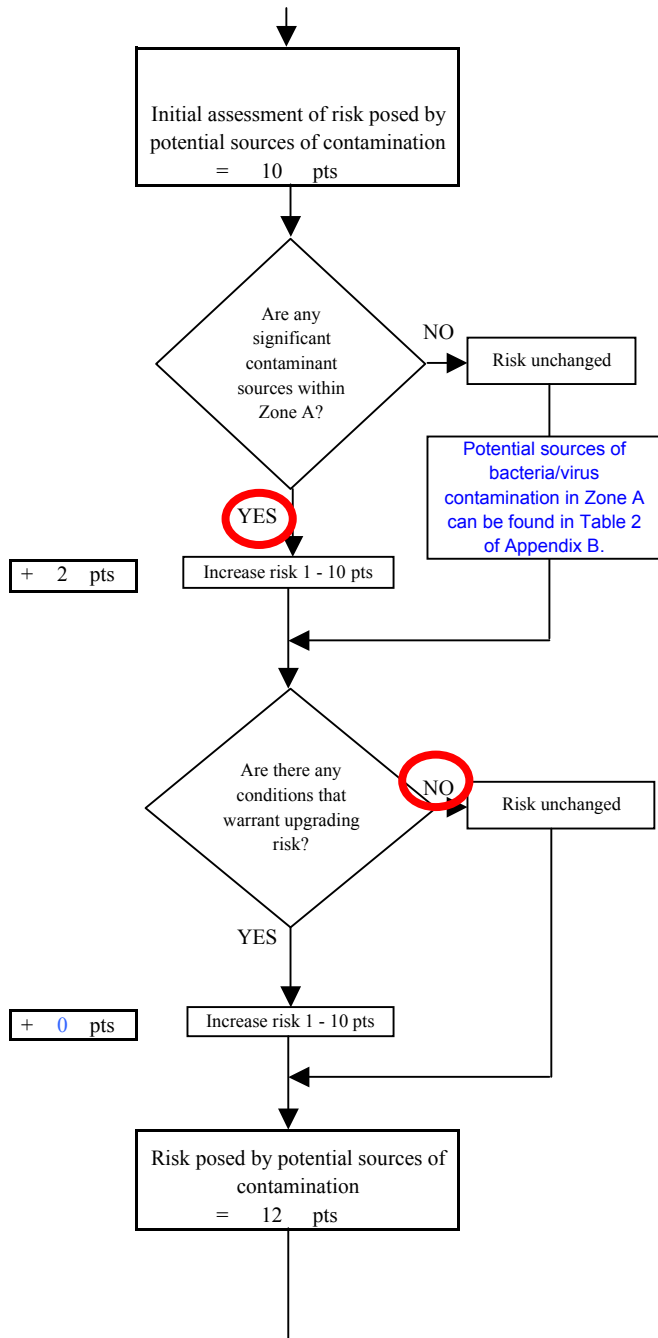 Initial assessment of risk posed by
potential sources of contamination
= 10 pts
Are any
significant
contaminant
sources within
Zone A?
NO
Risk unchanged
Potential sources of
bacteria/virus
contamination in Zone A
can be found in Table 2
of Appendix B.
YES
+ 2 pts
Increase risk 1 - 10 pts
Are there any
conditions that
warrant upgrading
risk?
NO
Risk unchanged
YES
+ 0 pts
Increase risk 1 - 10 pts
Risk posed by potential sources of
contamination
= 12 pts